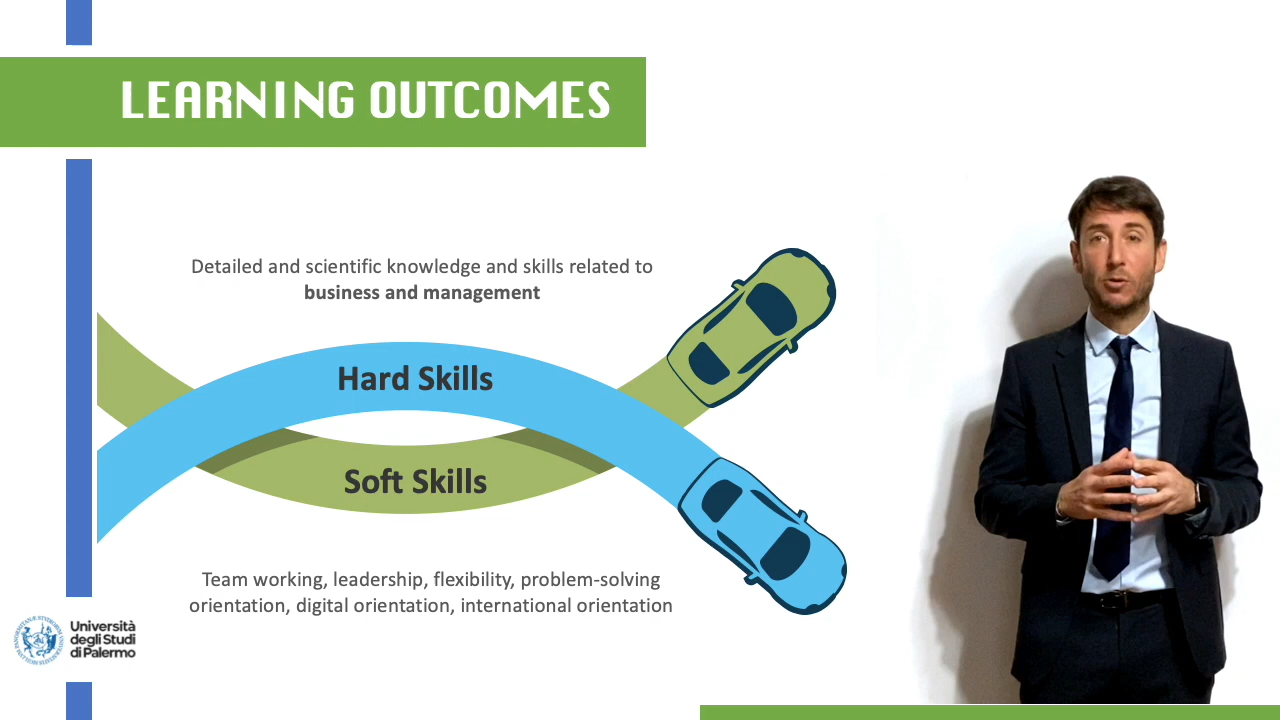 LEARNING OUTCOMES
Detailed and scientific knowledge and skills related to
business and management
Hard Skills
Soft Skills
Team working, leadership, flexibility, problem-solving
orientation, digital orientation, international orientation
Università
degli Studi
di Palermo